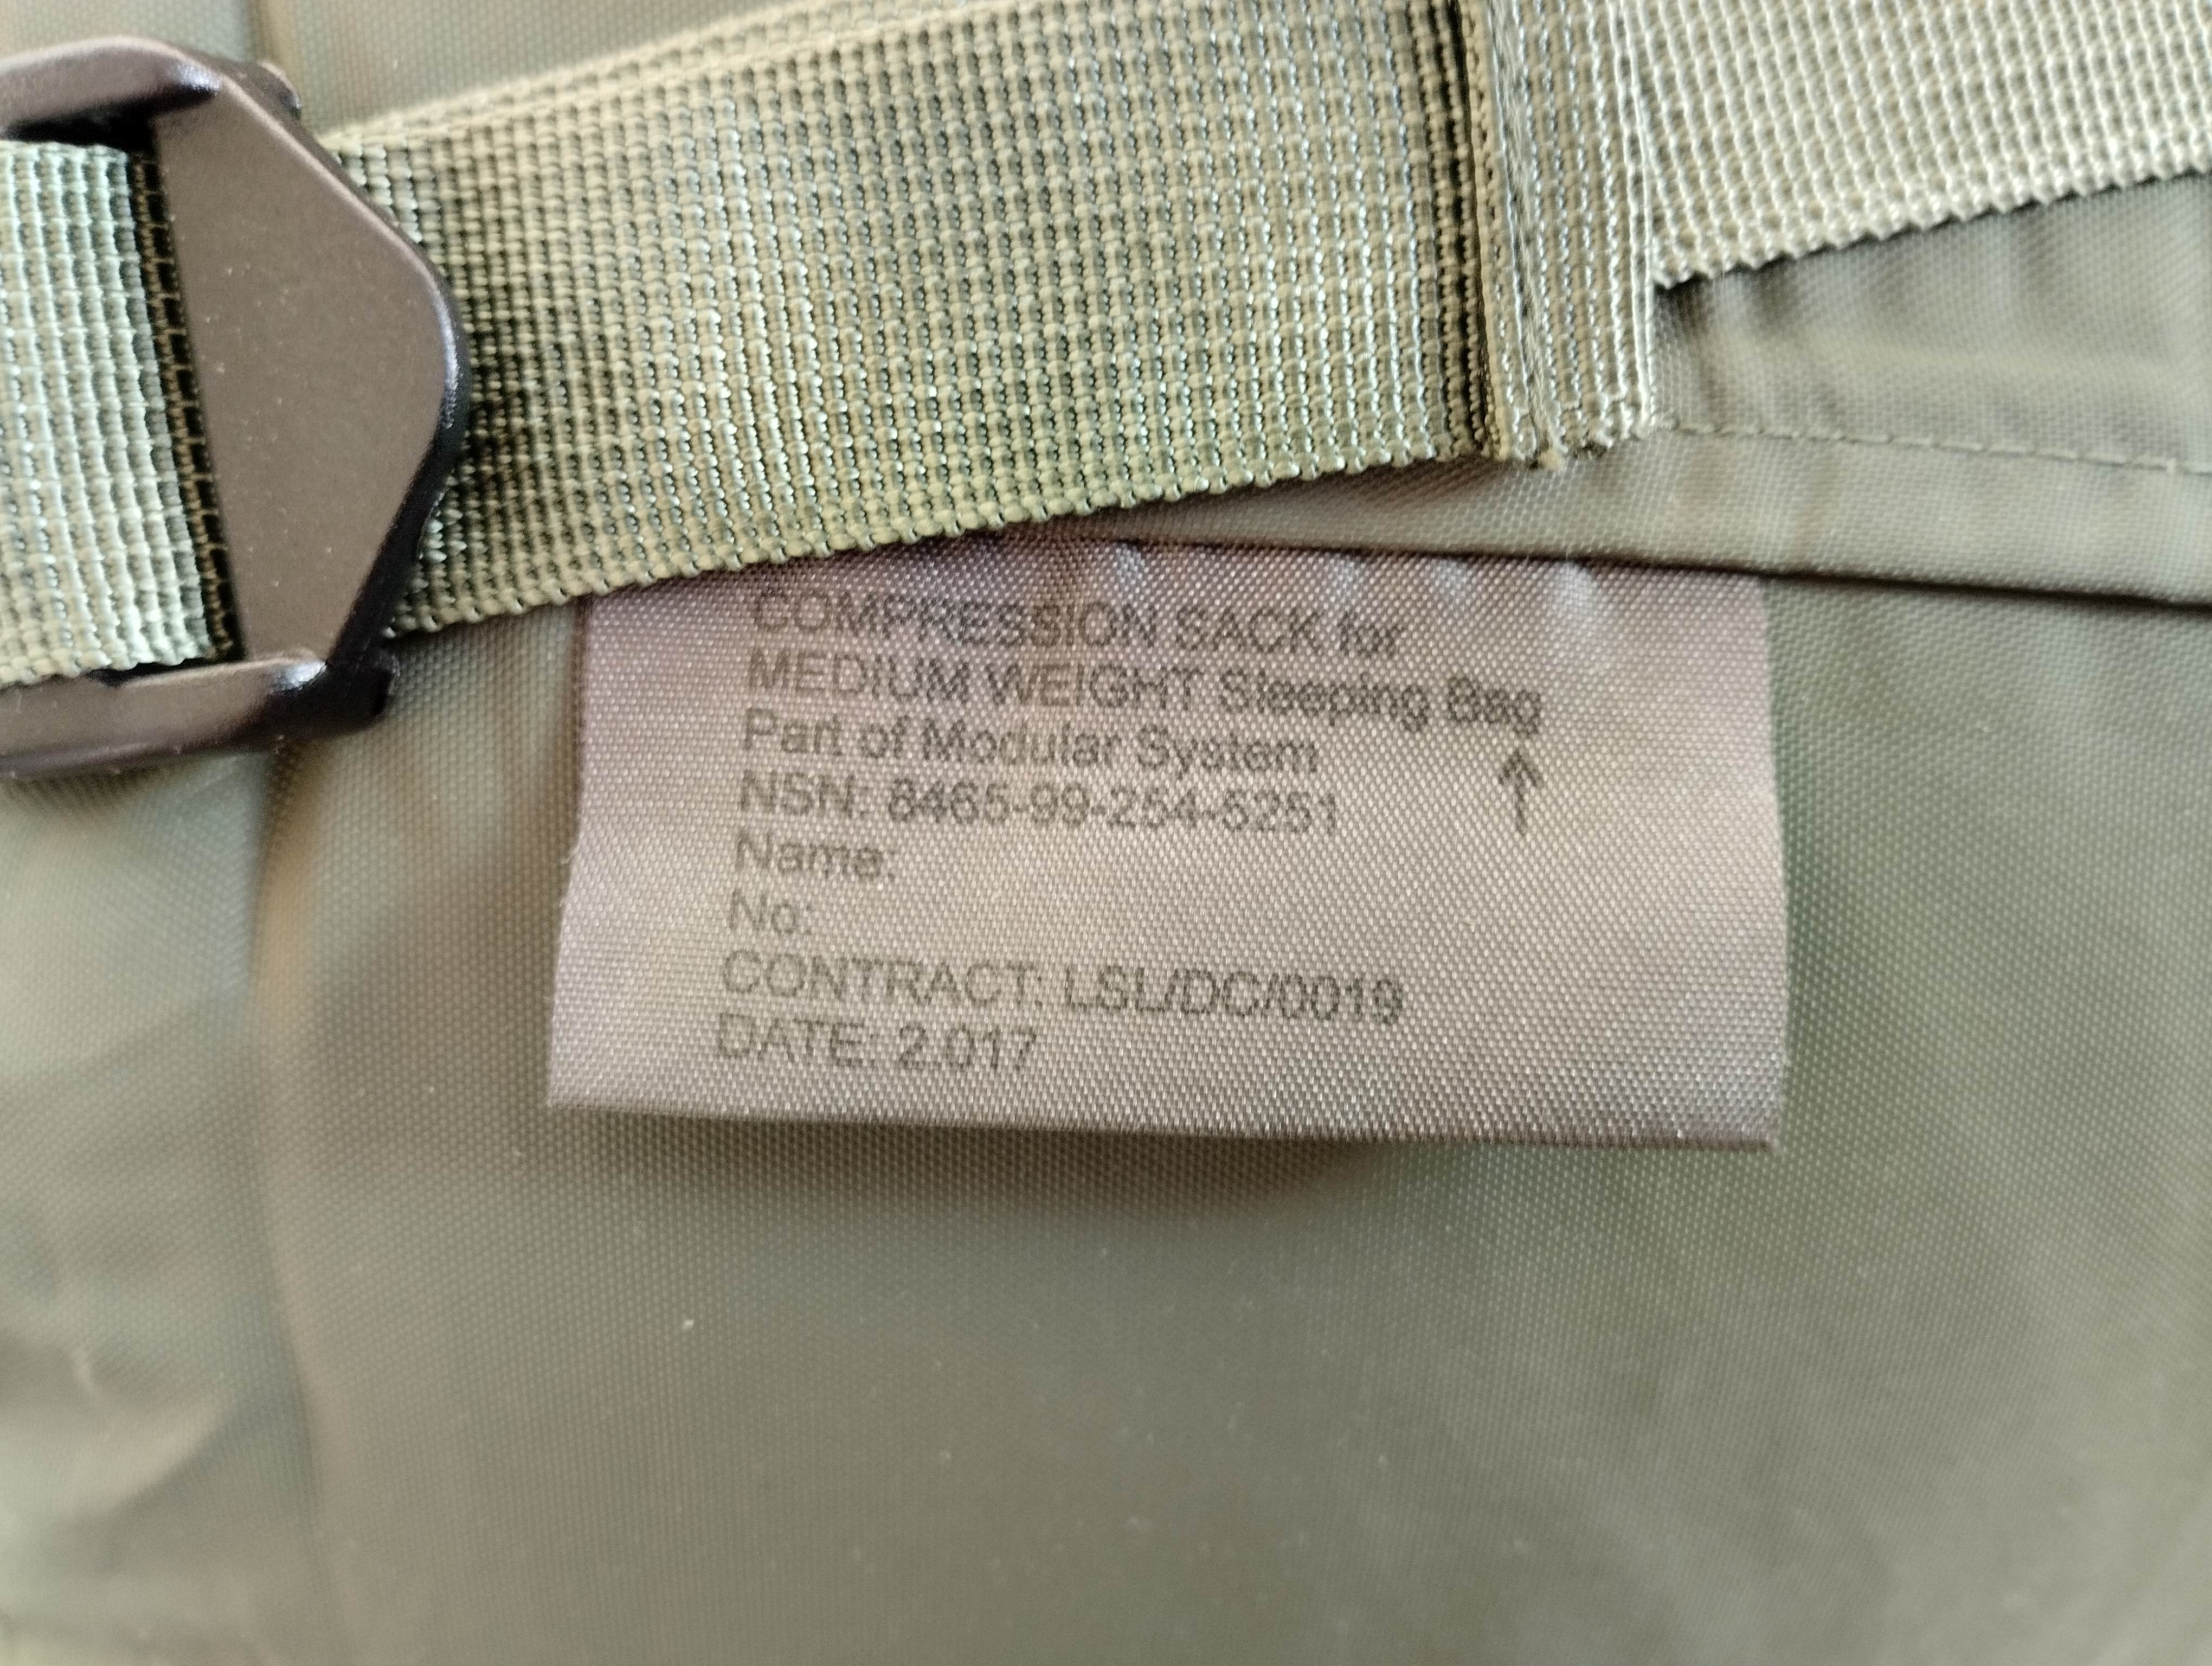 COMPRESSION SACK for
MEDIUM WEIGHT Sleeping Bag
Part of Modular System
NSN: 8465-99-254-5251
Name:
No:
CONTRACT: LSL/DC/0019
DATE: 2.017